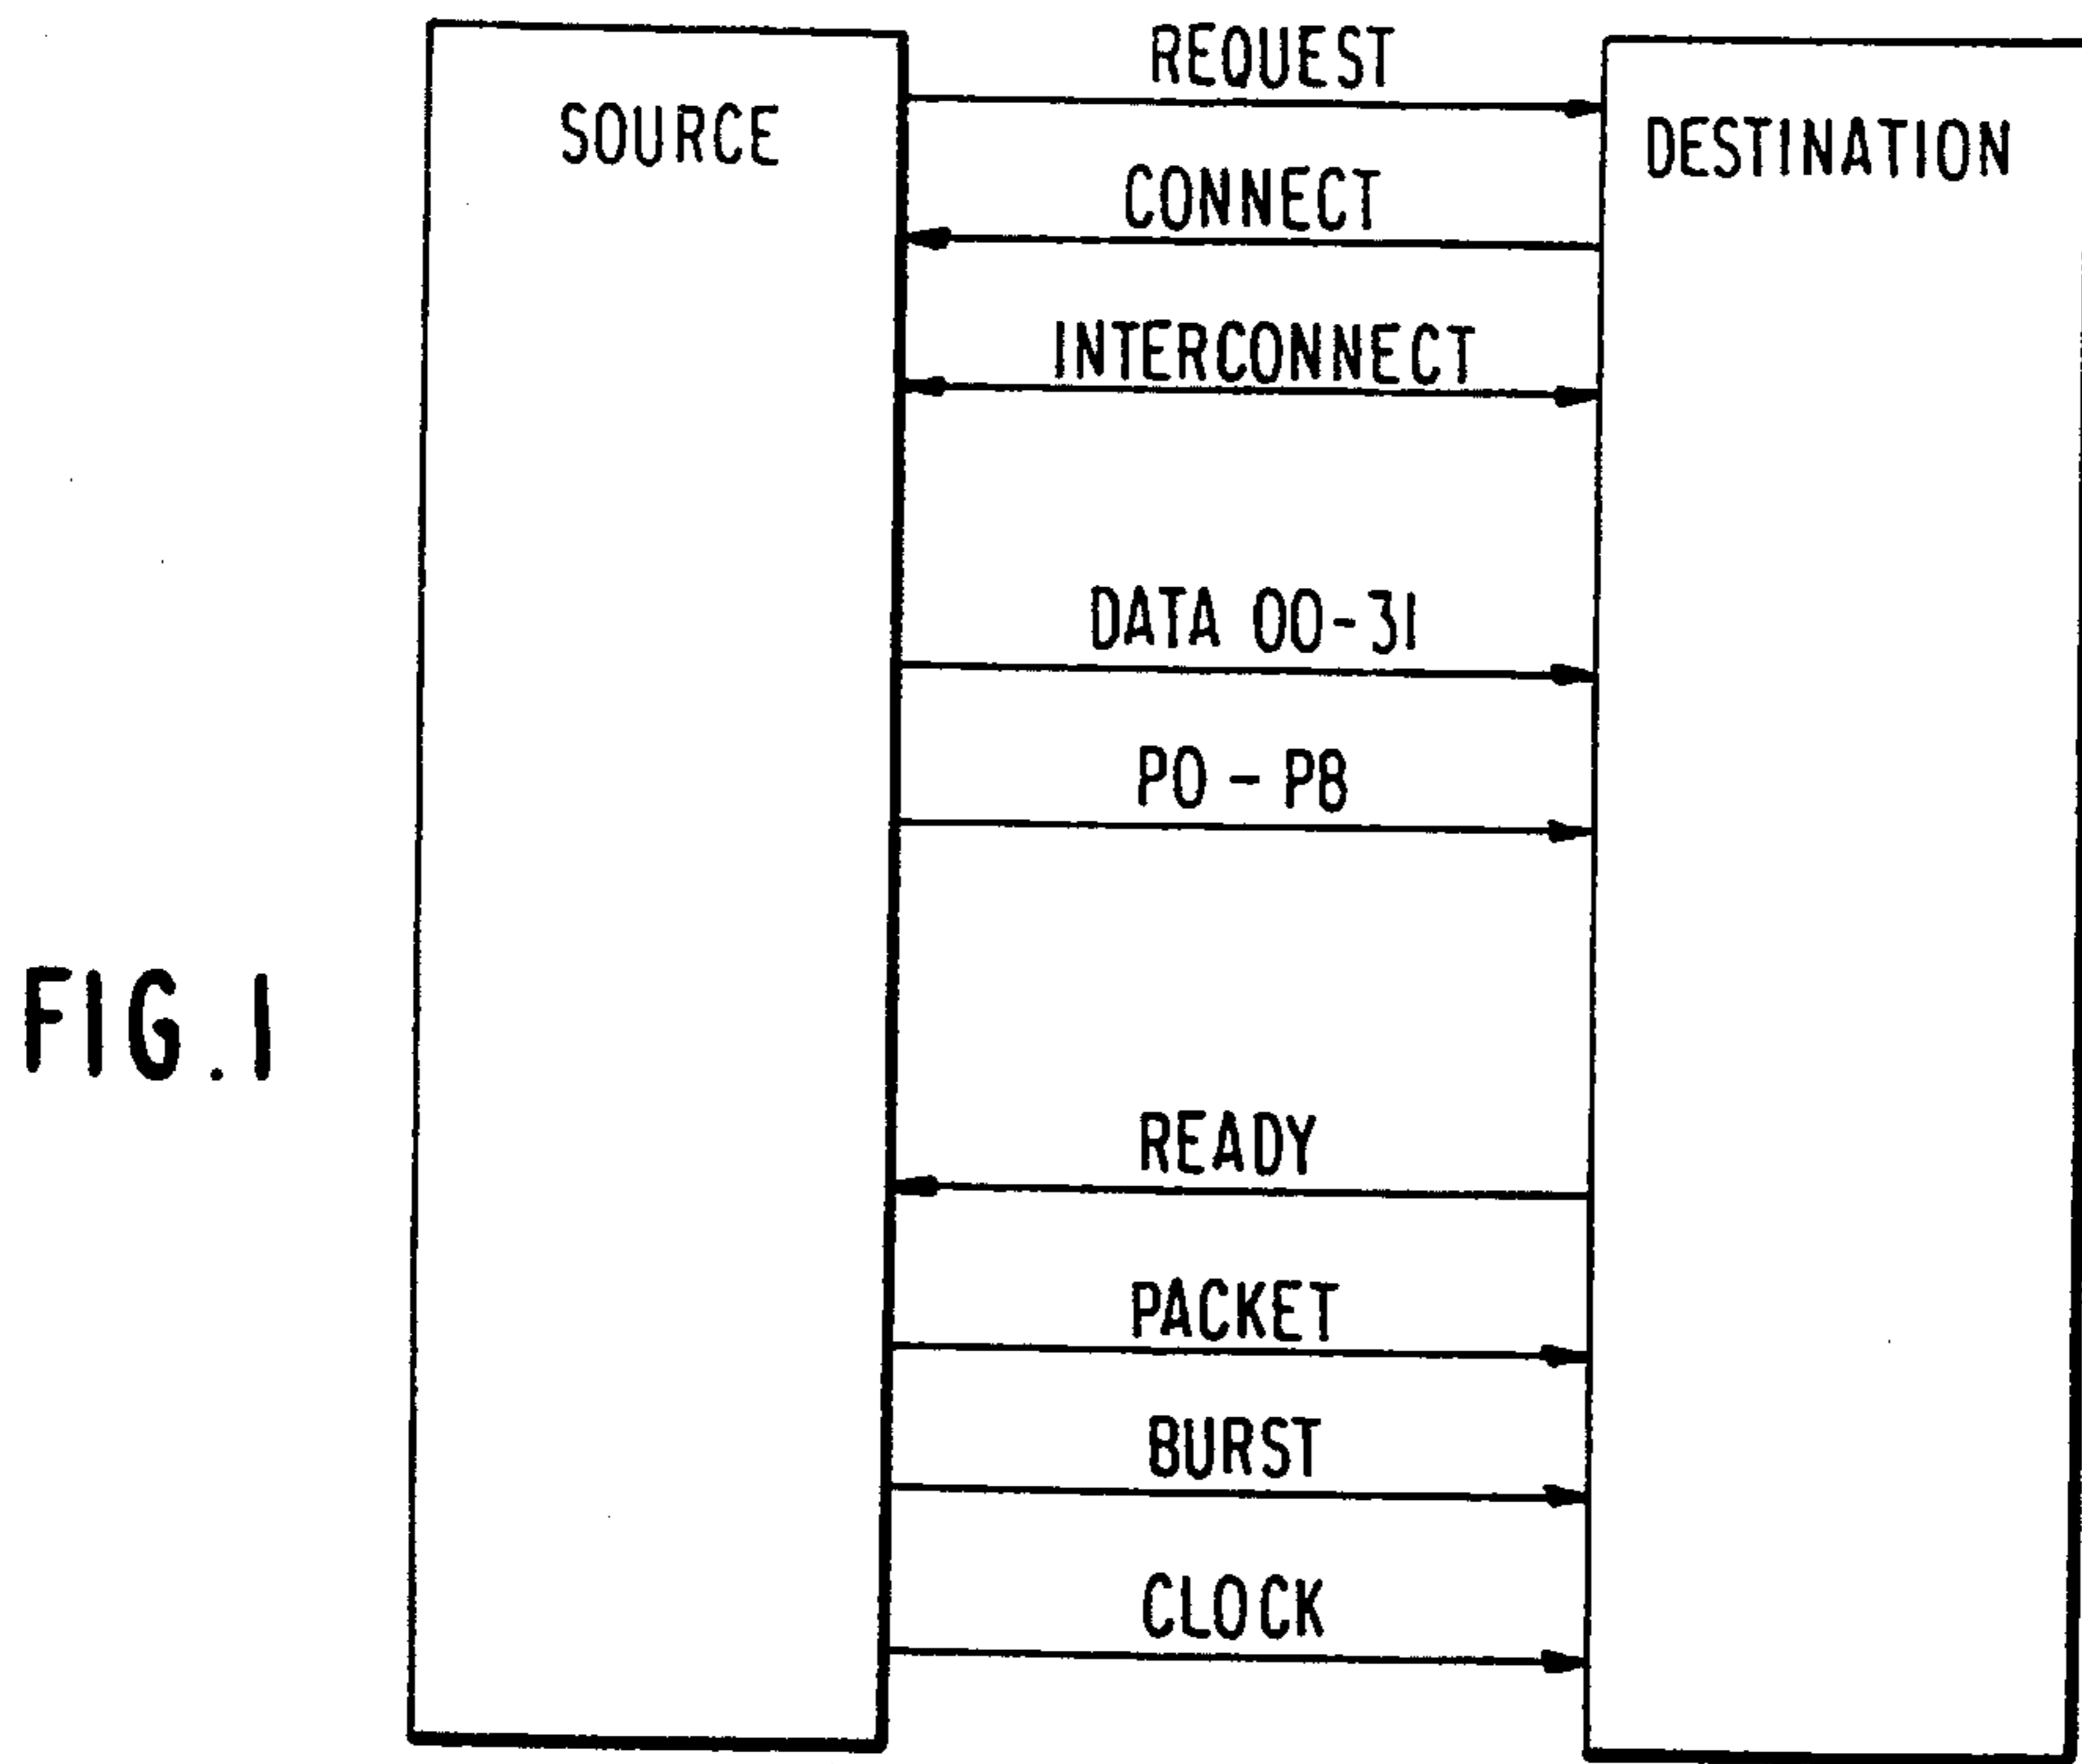 REQUEST
SOURCE
DESTINATION
CONNECT
INTERCONNECT
DATA 00-31
P0 - P8
FIG. 1
READY
PACKET
BURST
CLOCK